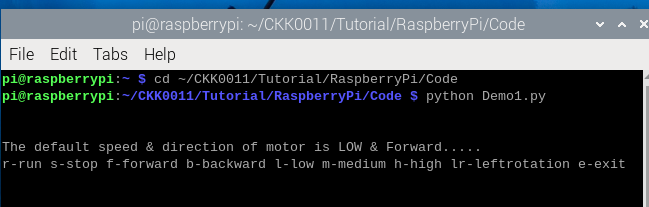 pi@raspberrypi: ~/CKK0011/Tutorial/RaspberryPi/Code
File Edit Tabs Help
pi@raspberrypi:~ $ cd ~/CKK0011/Tutorial/RaspberryPi/Code
pi@raspberrypi:~/CKK0011/Tutorial/RaspberryPi/Code $ python Demo1.py
The default speed & direction of motor is LOW & Forward.....
r-run s-stop f-forward b-backward l-low m-medium h-high lr-leftrotation e-exit